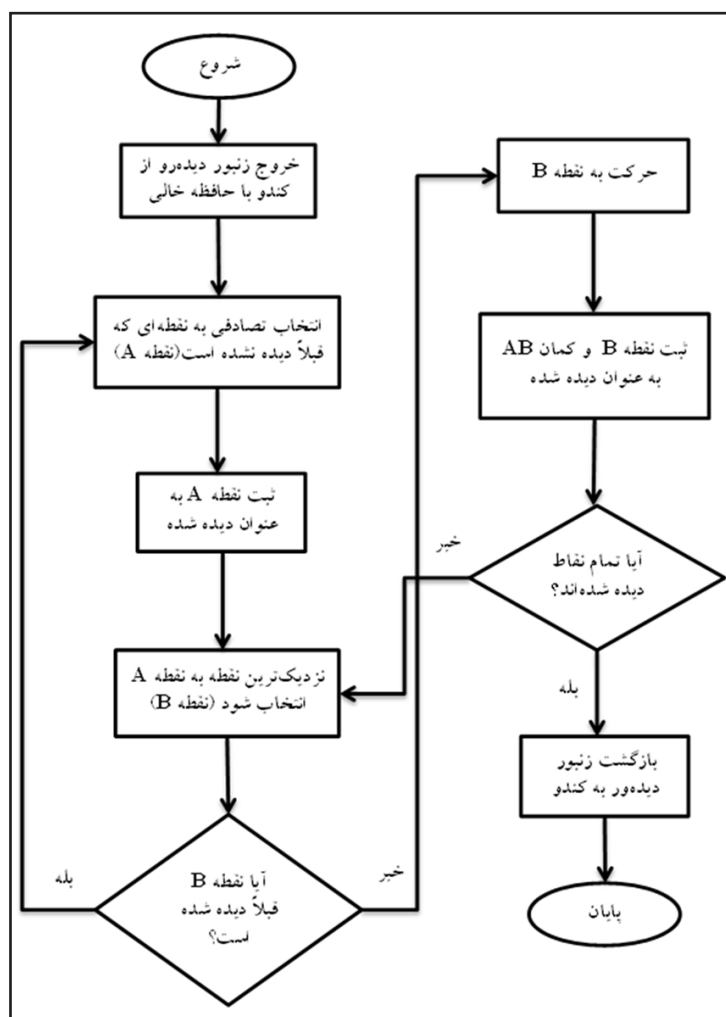 شروع
خروج زنبور دیده‌رو از
کندو با حافظه خالی
انتخاب تصادفی به نقطه‌ای که
قبلاً دیده نشده است(نقطه A)
ثبت نقطه A به
عنوان دیده شده
نزدیک‌ترین نقطه به نقطه A
انتخاب شود (نقطه B)
آیا نقطه B
قبلاً دیده شده
است؟
بله
خیر
حرکت به نقطه B
ثبت نقطه B و کمان AB
به عنوان دیده شده
آیا تمام نقاط
دیده شده‌اند؟
خیر
بله
بازگشت زنبور
دیده‌ور به کندو
پایان